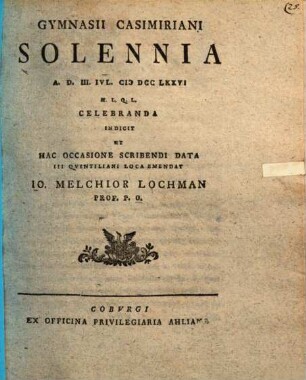 GYMNASII CASIMIRIANI
SOLENNIA
A. D. III. IVL. CIƆ DCC LXXVI
H. L. Q. L.
CELEBRANDA
INDICIT
ET
HAC OCCASIONE SCRIBENDI DATA
III QVINTILIANI LOCA EMENDAT
IO. MELCHIOR LOCHMAN
PROF. P. O.
COBVRGI
EX OFFICINA PRIVILEGIARIA AHLIANA